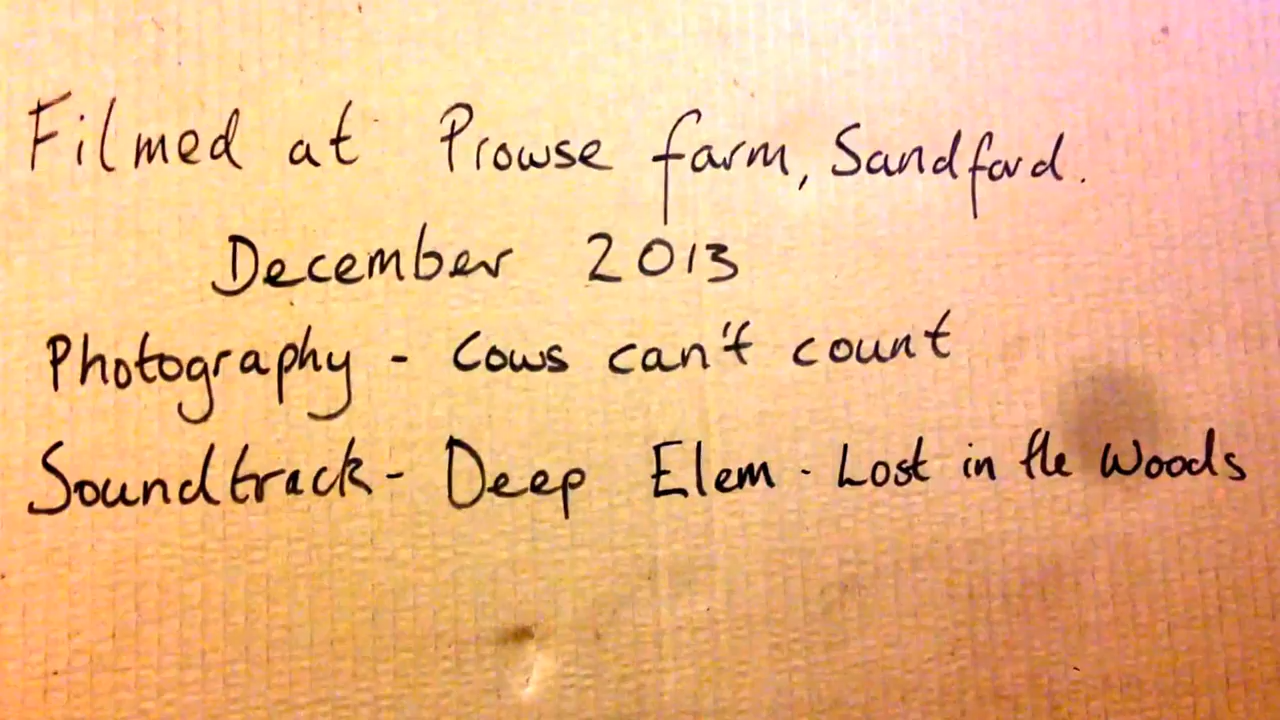 Filmed at Prowse farm, Sandford.
December 2013
Photography - Cows can't count
Soundtrack - Deep Elem - Lost in the Woods